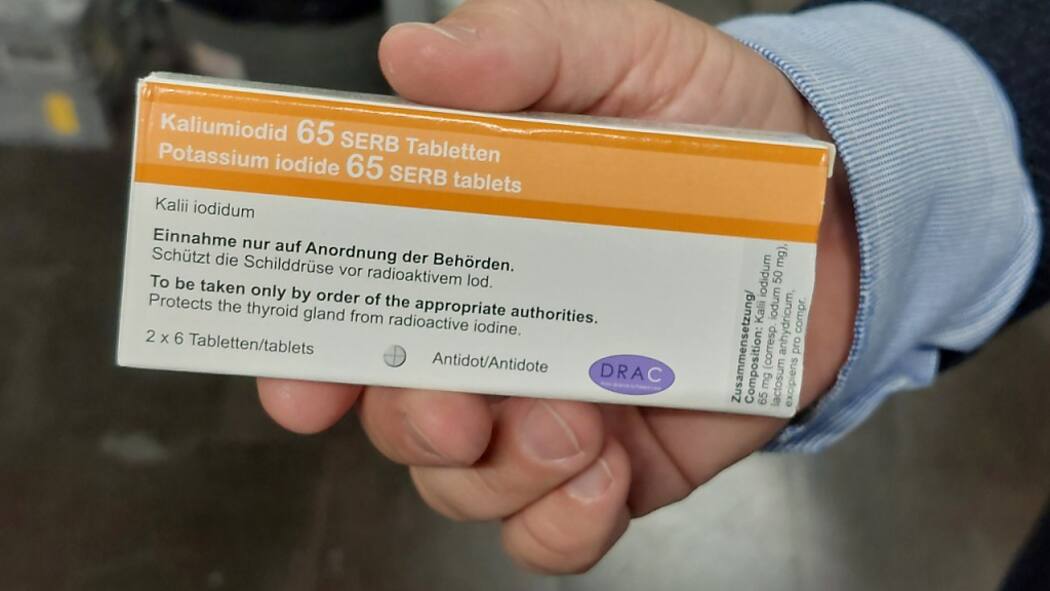 Kaliumiodid 65 SERB Tabletten
Potassium iodide 65 SERB tablets
Kalii iodidum
Einnahme nur auf Anordnung der Behörden.
Schützt die Schilddrüse vor radioaktivem Iod.
To be taken only by order of the appropriate authorities.
Protects the thyroid gland from radioactive iodine.
2 x 6 Tabletten/tablets
Antidot/Antidote
DRAC
Zusammensetzung/
Composition: Kalii iodidum
65 mg (corresp. iodum 50 mg),
lactosum anhydricum,
excipiens pro compr.